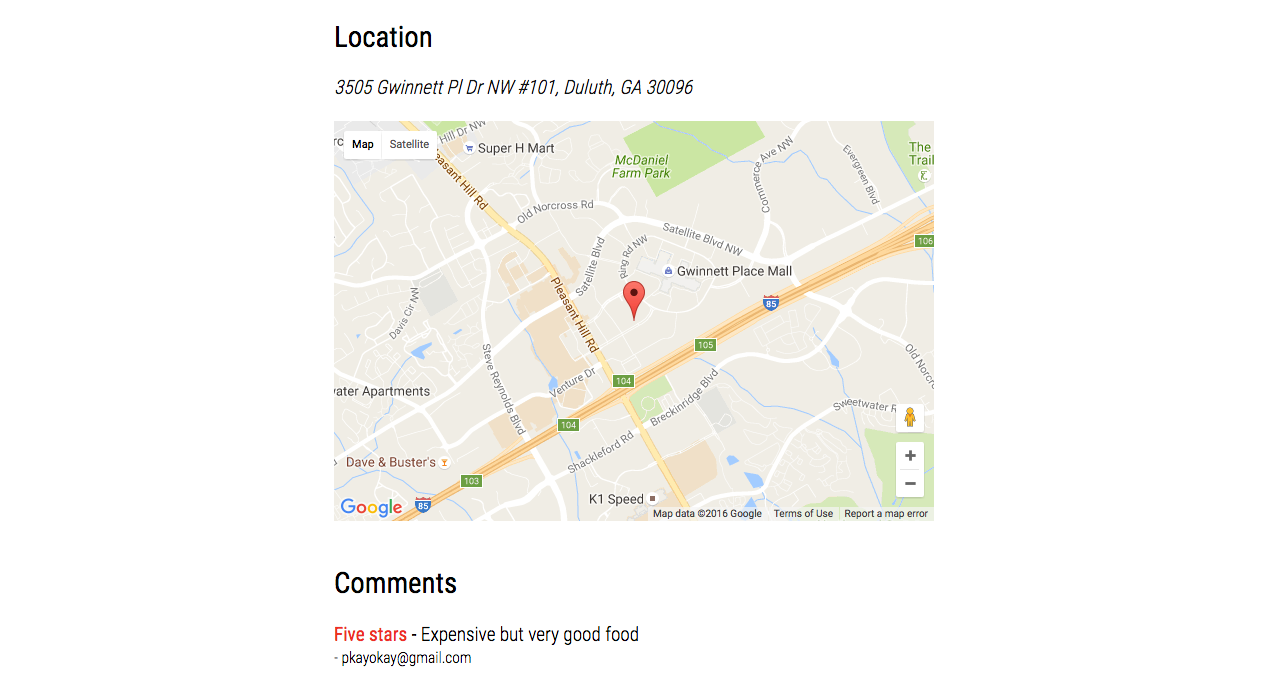 Location
3505 Gwinnett Pl Dr NW #101, Duluth, GA 30096
Map Satellite
Hill Dr NW
Super H Mart
Pleasant Hill Rd
McDaniel
Farm Park
Commerce Ave NW
Evergreen Blvd
The
Trail
Old Norcross Rd
Satellite Blvd NW
Satellite Blvd
Ring Rd NW
106
Gwinnett Place Mall
85
Pleasant Hill Rd
Davis Cir NW
105
Steve Reynolds Blvd
Old Norcross
104
Venture Dr
water Apartments
Breckinridge Blvd
Sweetwater R
104
Shackleford Rd
Dave & Buster's
103
+
−
K1 Speed
Google
85
Map data ©2016 Google Terms of Use Report a map error
Comments
Five stars - Expensive but very good food
- pkayokay@gmail.com